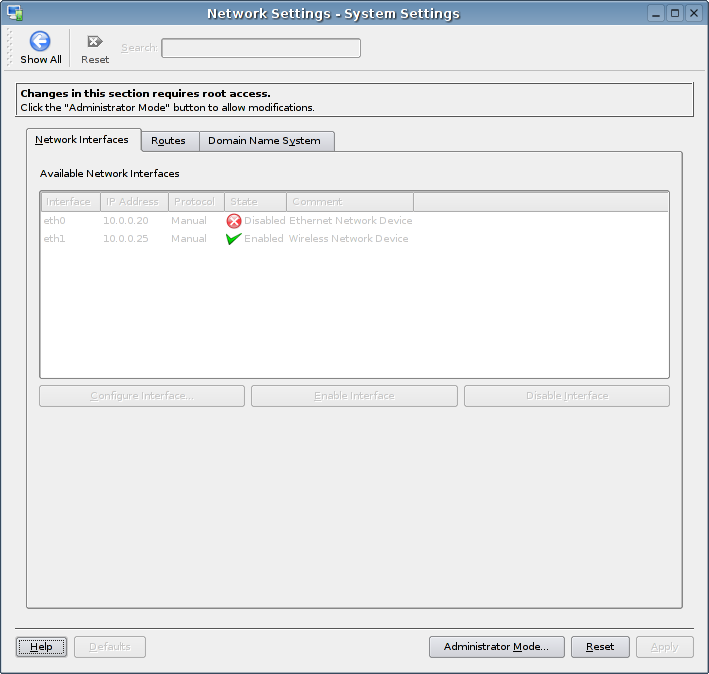 Network Settings - System Settings
Show All
Reset
Search:
Changes in this section requires root access.
Click the "Administrator Mode" button to allow modifications.
Network Interfaces Routes Domain Name System
Available Network Interfaces
Interface IP Address Protocol State Comment
eth0 10.0.0.20 Manual Disabled Ethernet Network Device
eth1 10.0.0.25 Manual Enabled Wireless Network Device
Configure Interface... Enable Interface Disable Interface
Help Defaults Administrator Mode... Reset Apply